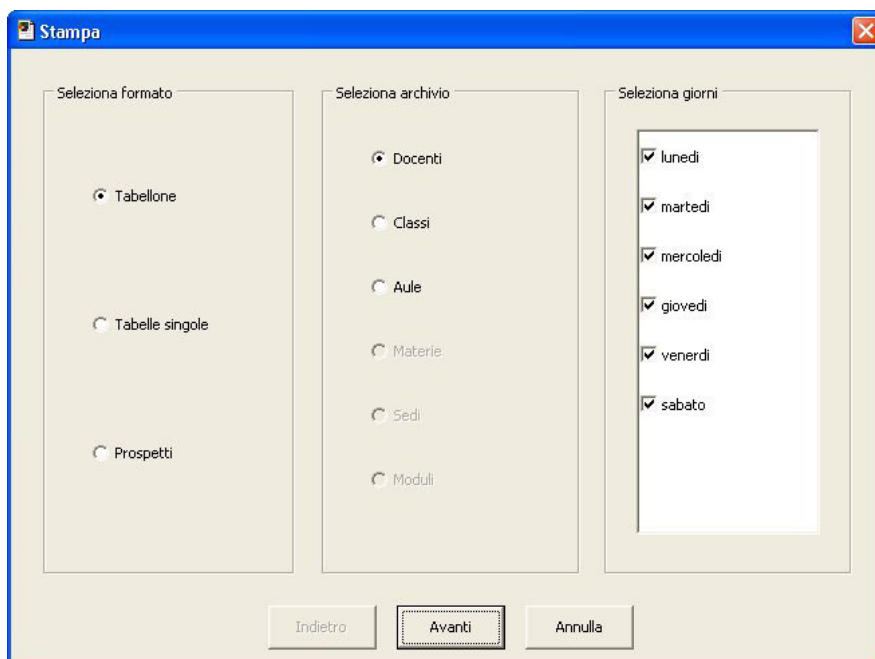 Stampa
Seleziona formato
Tabellone
Tabelle singole
Prospetti
Seleziona archivio
Docenti
Classi
Aule
Materie
Sedi
Moduli
Seleziona giorni
lunedi
martedi
mercoledi
giovedi
venerdi
sabato
Indietro
Avanti
Annulla